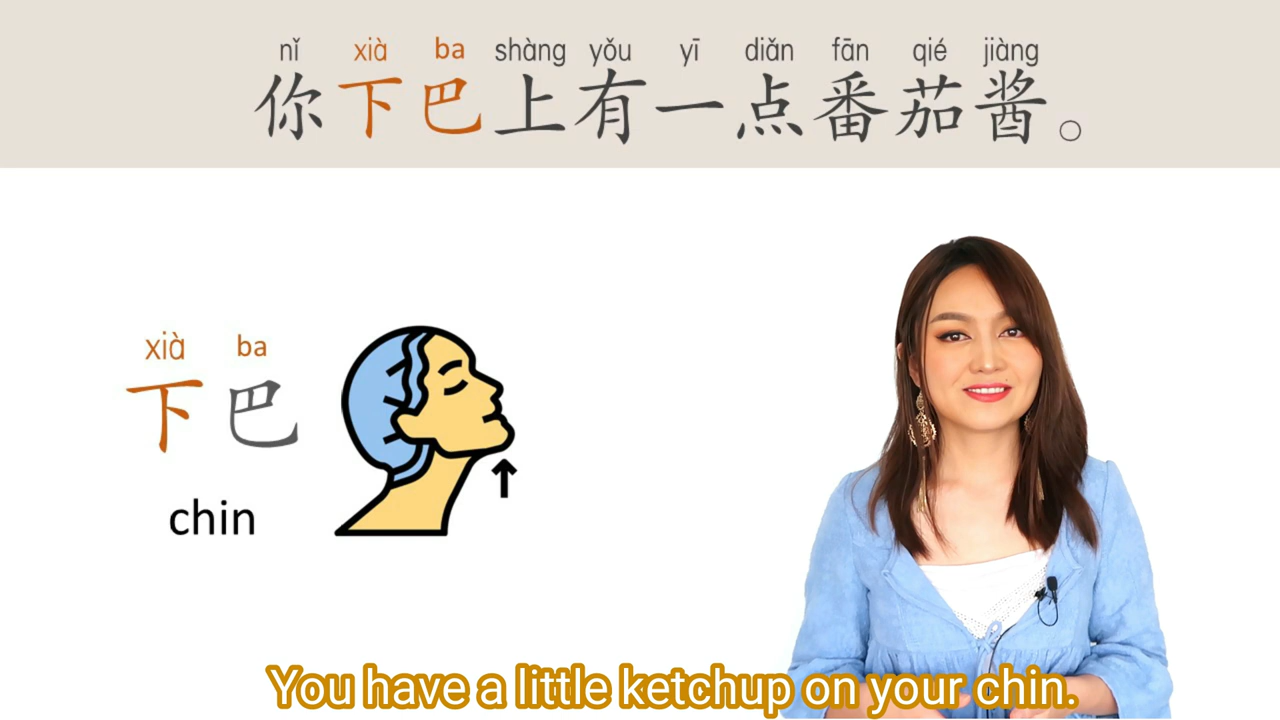 nǐ xià ba shàng yǒu yī diǎn fān qié jiàng
你下巴上有一点番茄酱。
xià ba
下巴
chin
You have a little ketchup on your chin.